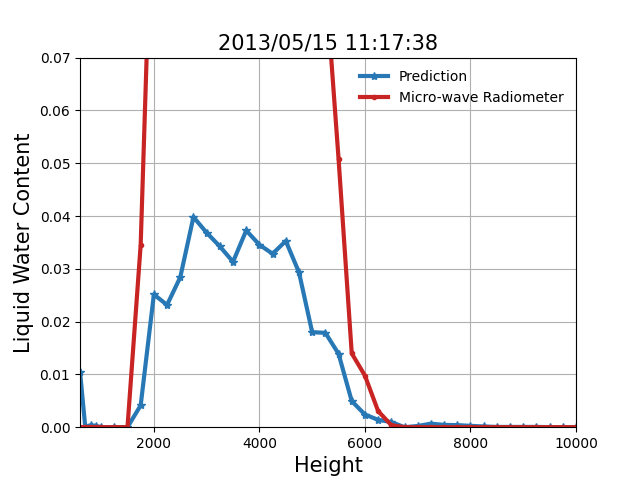 2013/05/15 11:17:38
0.07
0.06
0.05
0.04
0.03
0.02
0.01
0.00
Liquid Water Content
Prediction
Micro-wave Radiometer
2000 4000 6000 8000 10000
Height